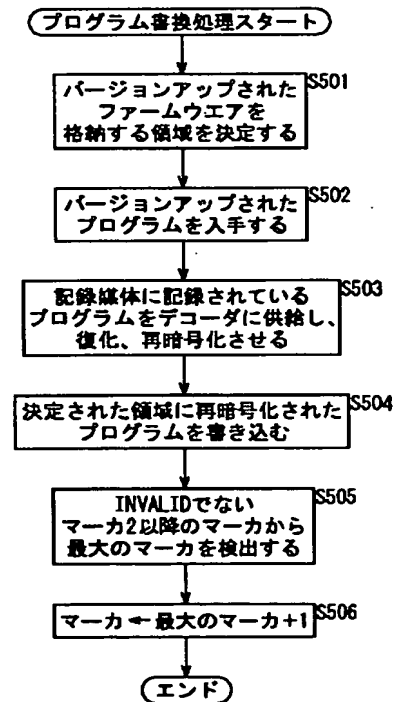 プログラム書換処理スタート
S501
バージョンアップされた
ファームウエアを
格納する領域を決定する
S502
バージョンアップされた
プログラムを入手する
S503
記録媒体に記録されている
プログラムをデコーダに供給し、
復化、再暗号化させる
S504
決定された領域に再暗号化された
プログラムを書き込む
S505
INVALIDでない
マーカ2以降のマーカから
最大のマーカを検出する
S506
マーカ←最大のマーカ+1
エンド